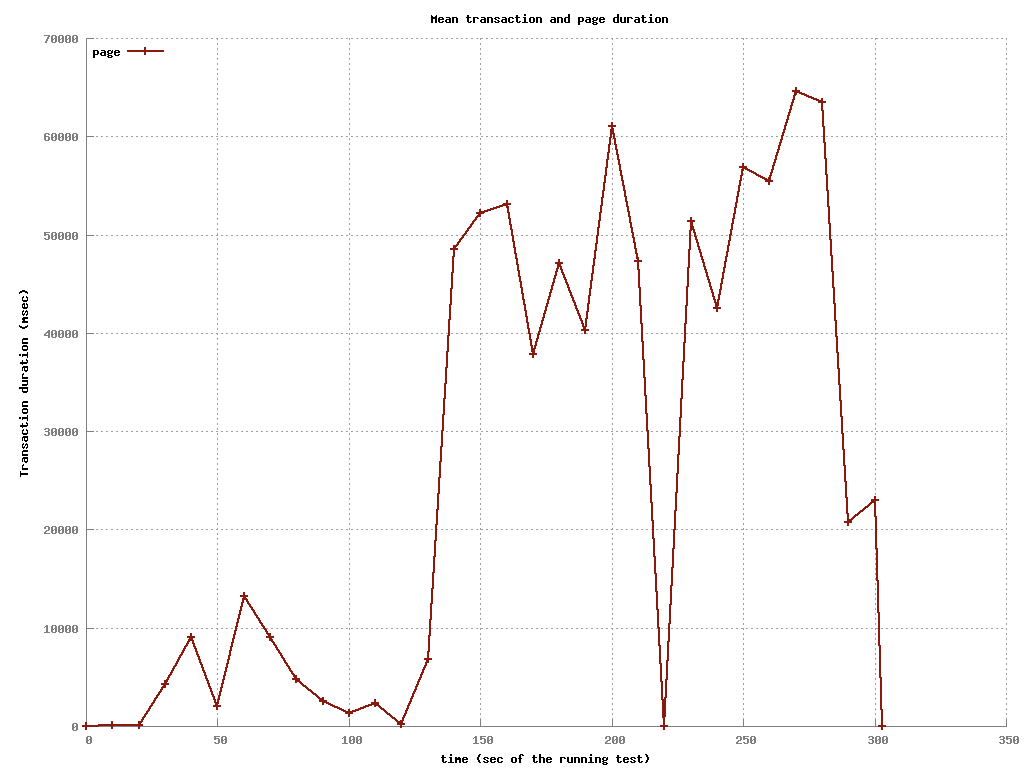 Mean transaction and page duration
70000
page
60000
50000
40000
30000
20000
10000
0
Transaction duration (msec)
0 50 100 150 200 250 300 350
time (sec of the running test)